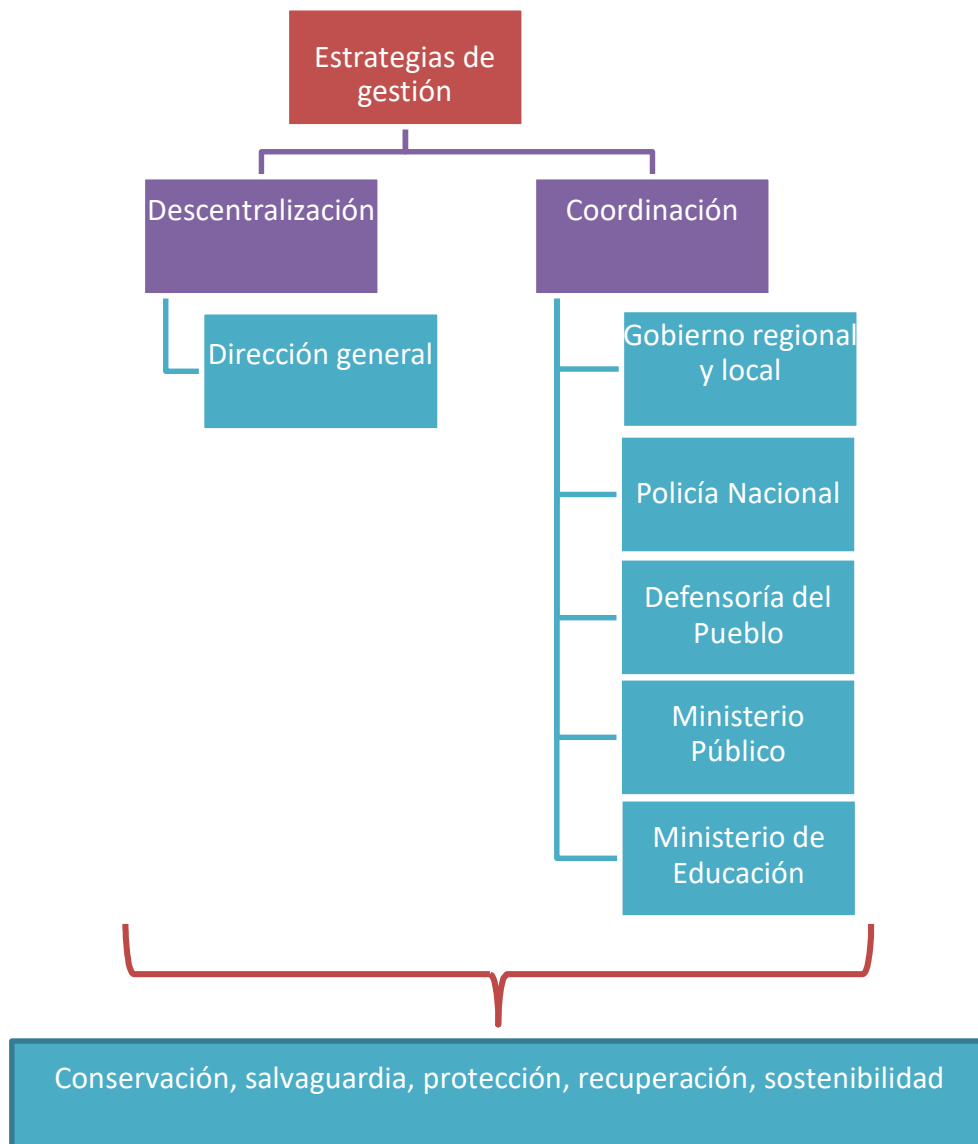 Estrategias de
gestión
Descentralización
Dirección general
Coordinación
Gobierno regional
y local
Policía Nacional
Defensoría del
Pueblo
Ministerio
Público
Ministerio de
Educación
Conservación, salvaguardia, protección, recuperación, sostenibilidad